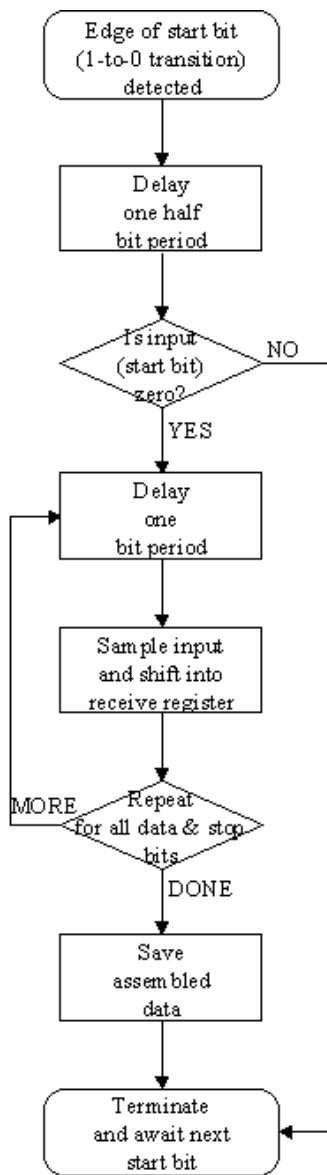 Edge of start bit
(1-to-0 transition)
detected
Delay
one half
bit period
Is input
(start bit)
zero?
NO
YES
Delay
one
bit period
Sample input
and shift into
receive register
MORE
Repeat
for all data & stop
bits
DONE
Save
assembled
data
Terminate
and await next
start bit